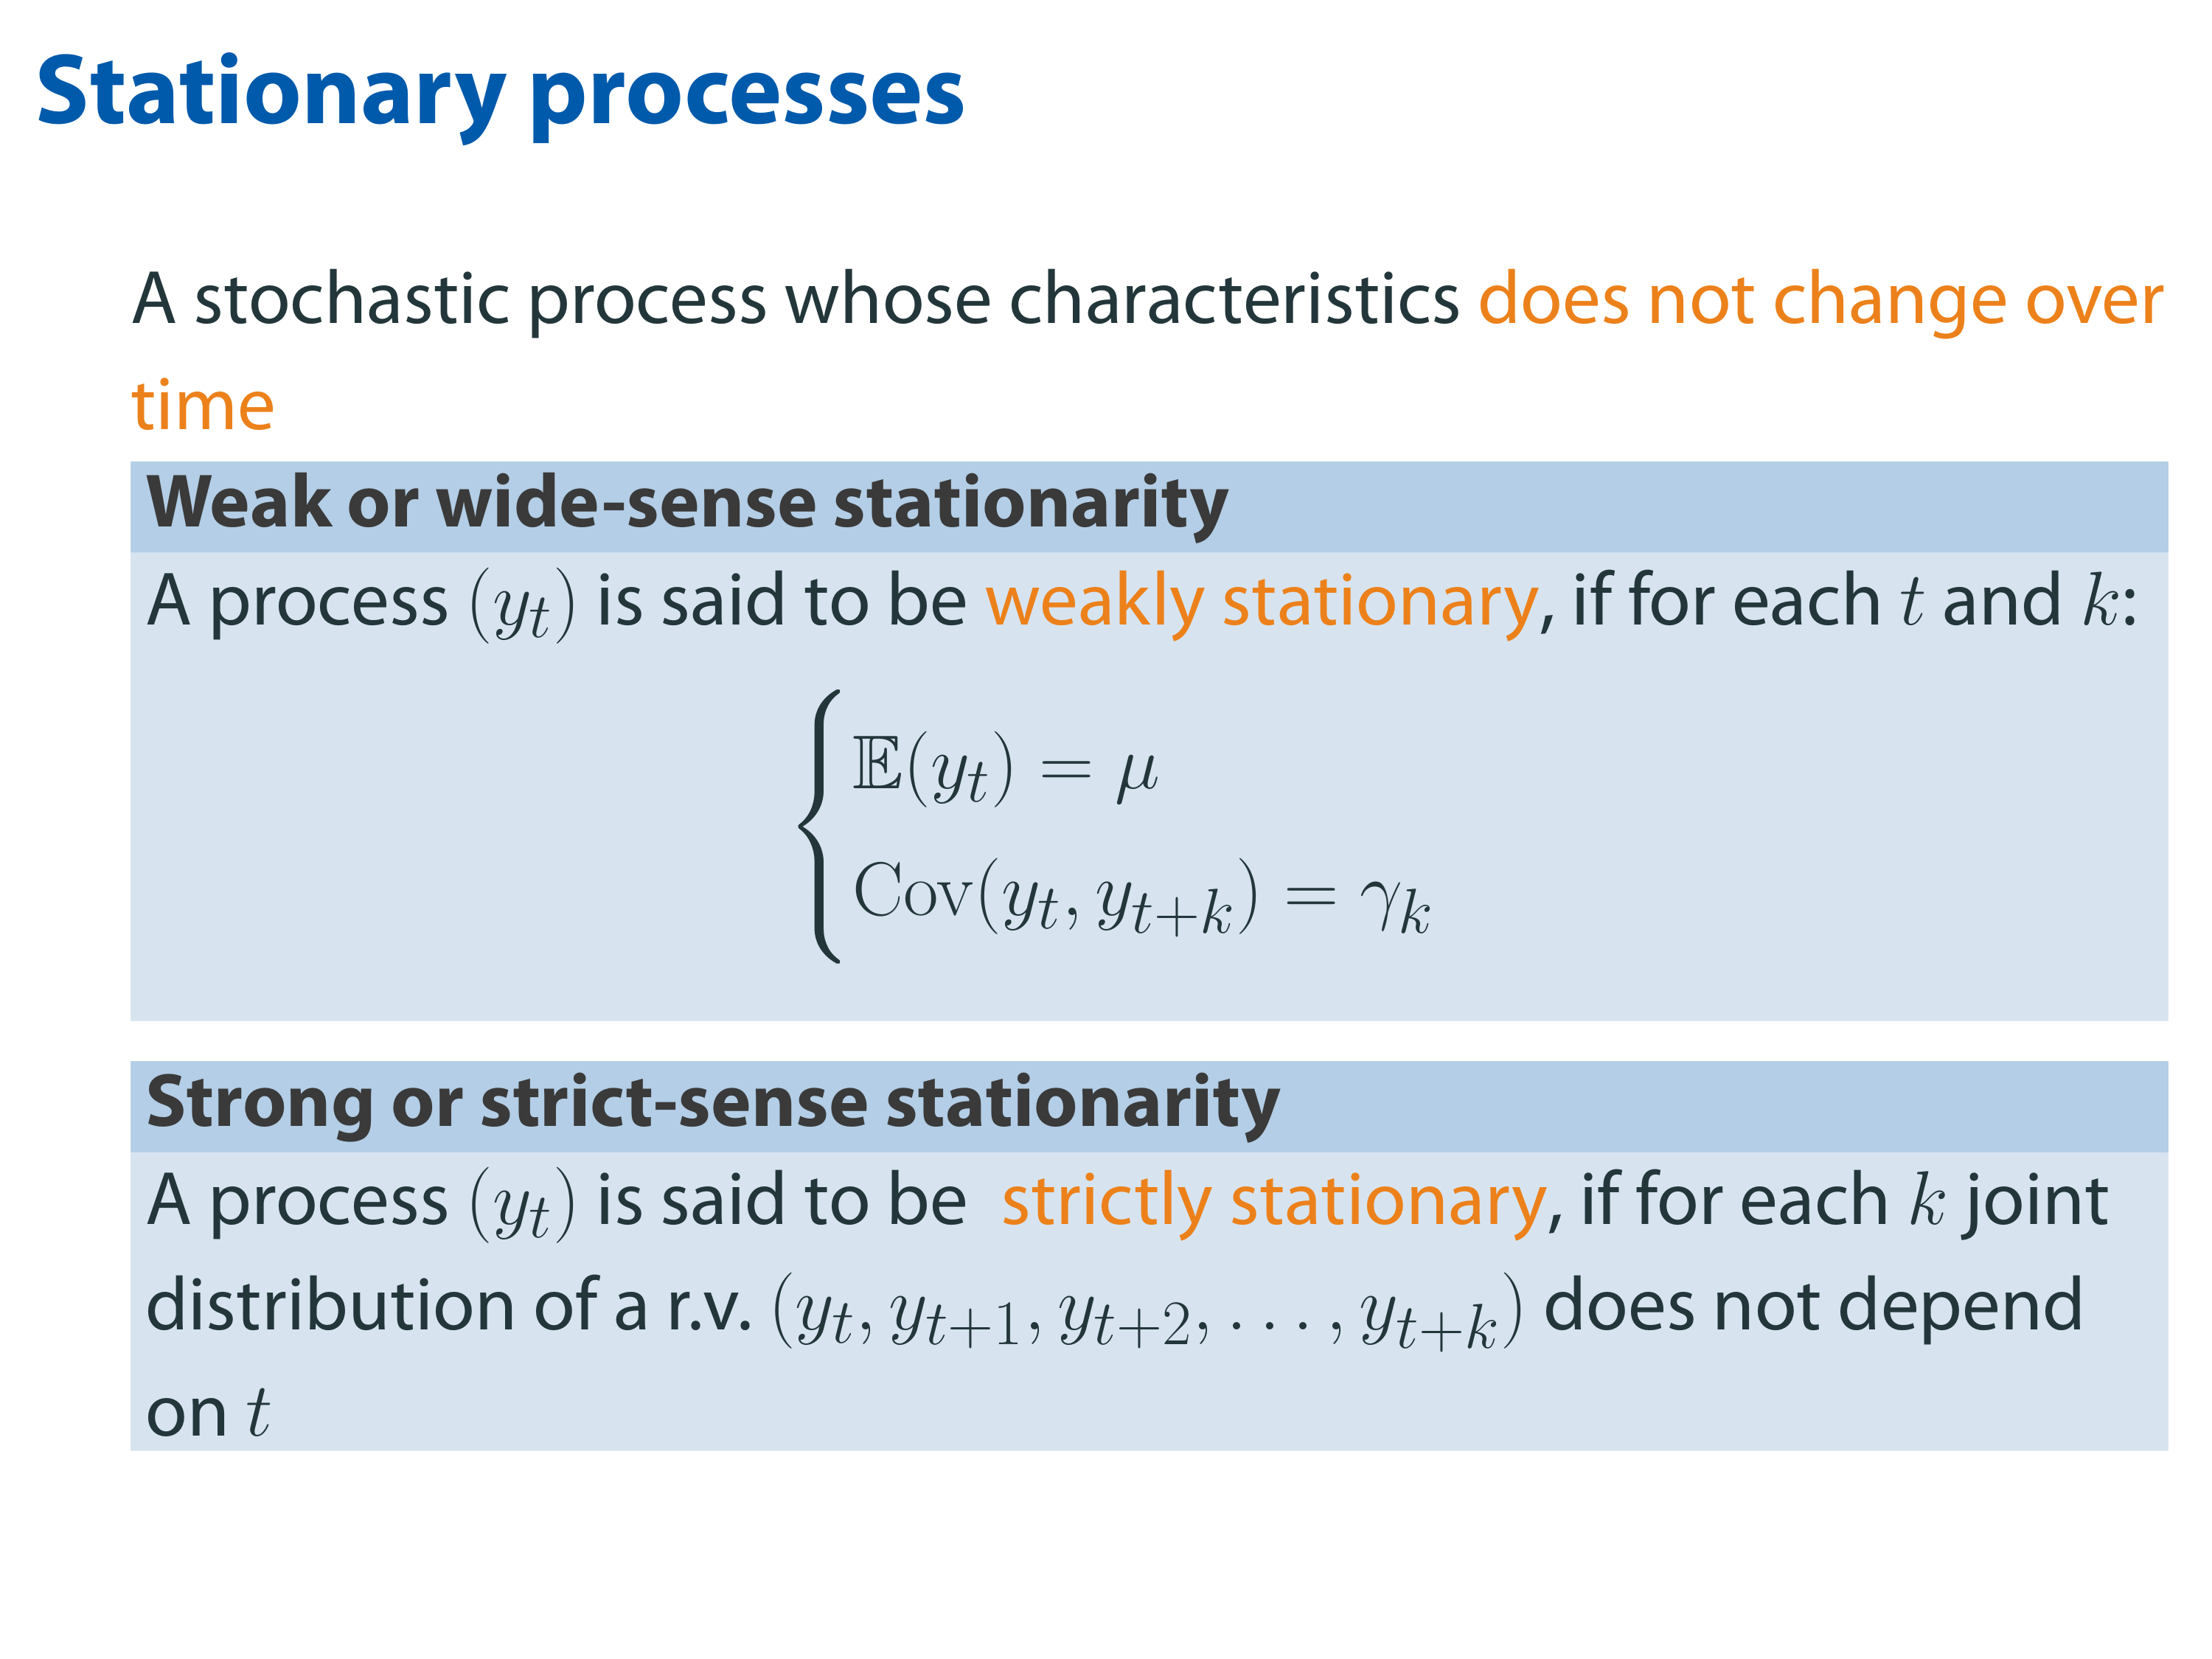 Stationary processes
A stochastic process whose characteristics does not change over
time
Weak or wide-sense stationarity
A process (y_t) is said to be weakly stationary, if for each t and k:
𝔼(y_t) = μ
Cov(y_t, y_{t+k}) = γ_k
Strong or strict-sense stationarity
A process (y_t) is said to be strictly stationary, if for each k joint
distribution of a r.v. (y_t, y_{t+1}, y_{t+2}, . . . , y_{t+k}) does not depend
on t